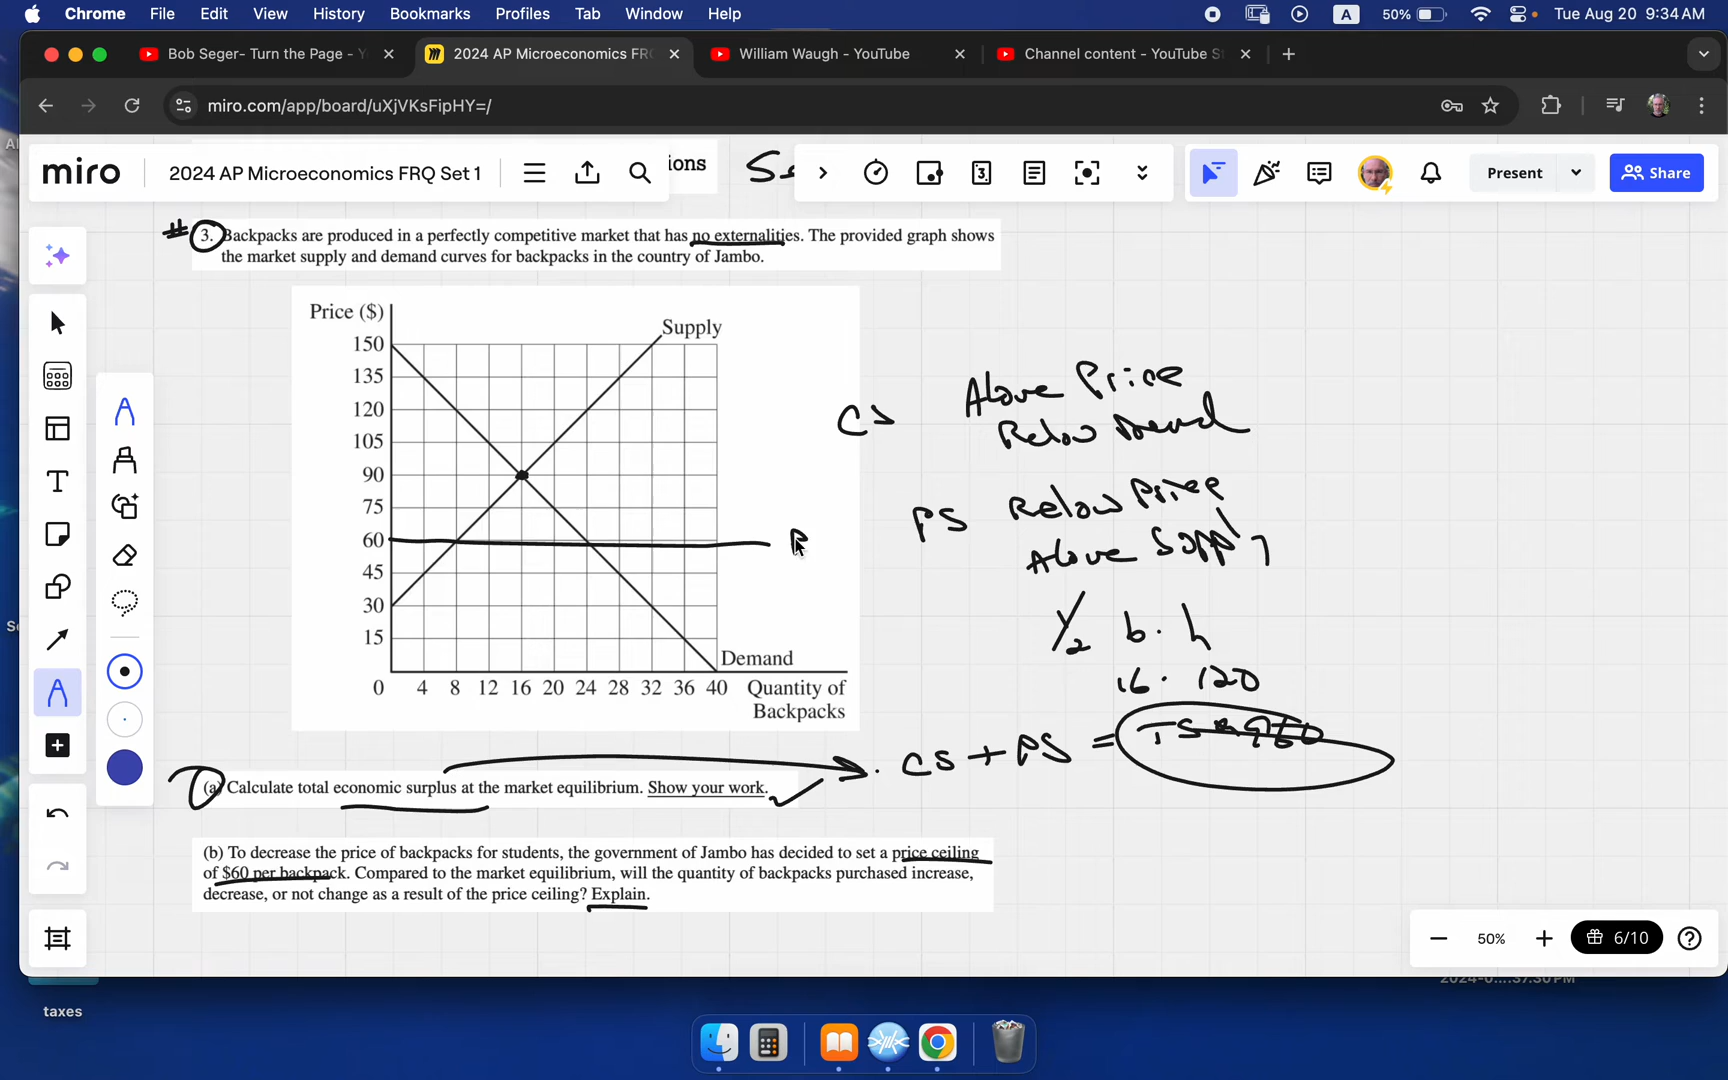 Chrome File Edit View History Bookmarks Profiles Tab Window Help A 50% Tue Aug 20 9:34 AM
Bob Seger- Turn the Page - 2024 AP Microeconomics FR William Waugh - YouTube Channel content - YouTube S
miro.com/app/board/uXjVKsFipHY=/
miro 2024 AP Microeconomics FRQ Set 1 ions Se 3 Present Share
# 3. Backpacks are produced in a perfectly competitive market that has no externalities. The provided graph shows
the market supply and demand curves for backpacks in the country of Jambo.
Price ($)
Supply
150
135
120
105
90
75
60
45
30
15
Demand
0 4 8 12 16 20 24 28 32 36 40 Quantity of
Backpacks
CS Above Price
Below Demand
PS Below Price
Above Supply
P
1/2 b · h
16 · 120
CS + PS = TS = 960
(a) Calculate total economic surplus at the market equilibrium. Show your work.
(b) To decrease the price of backpacks for students, the government of Jambo has decided to set a price ceiling
of $60 per backpack. Compared to the market equilibrium, will the quantity of backpacks purchased increase,
decrease, or not change as a result of the price ceiling? Explain.
50% 6/10
taxes